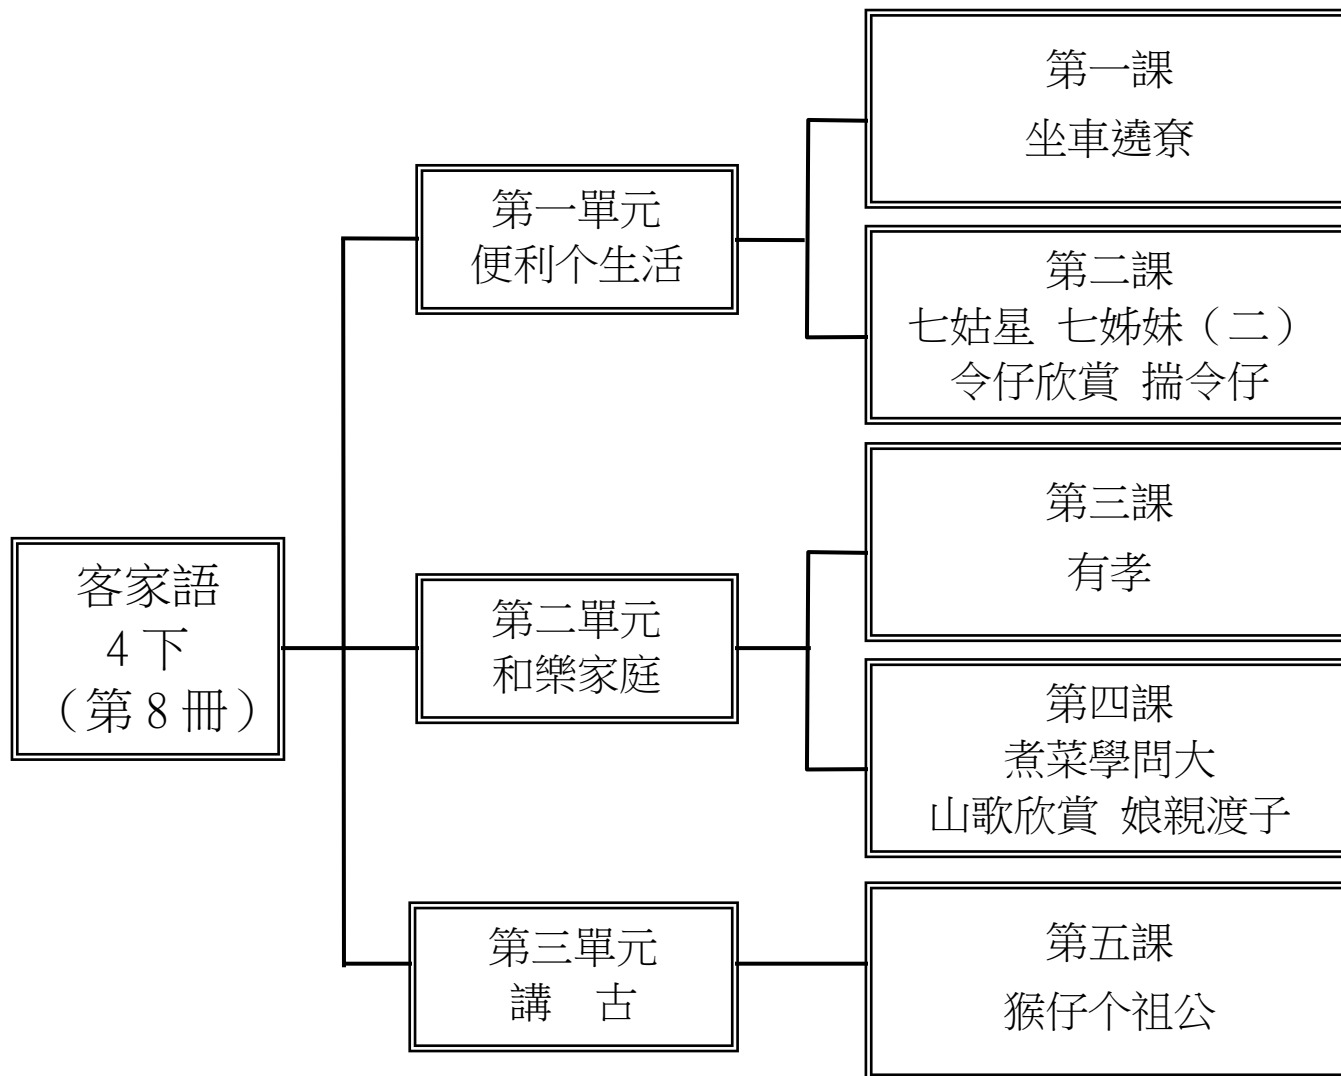 客家語
4下
（第8冊）
第一單元
便利个生活
第一課
坐車遶尞
第二課
七姑星 七姊妹（二）
令仔欣賞 揣令仔
第二單元
和樂家庭
第三課
有孝
第四課
煮菜學問大
山歌欣賞 娘親渡子
第三單元
講 古
第五課
猴仔个祖公